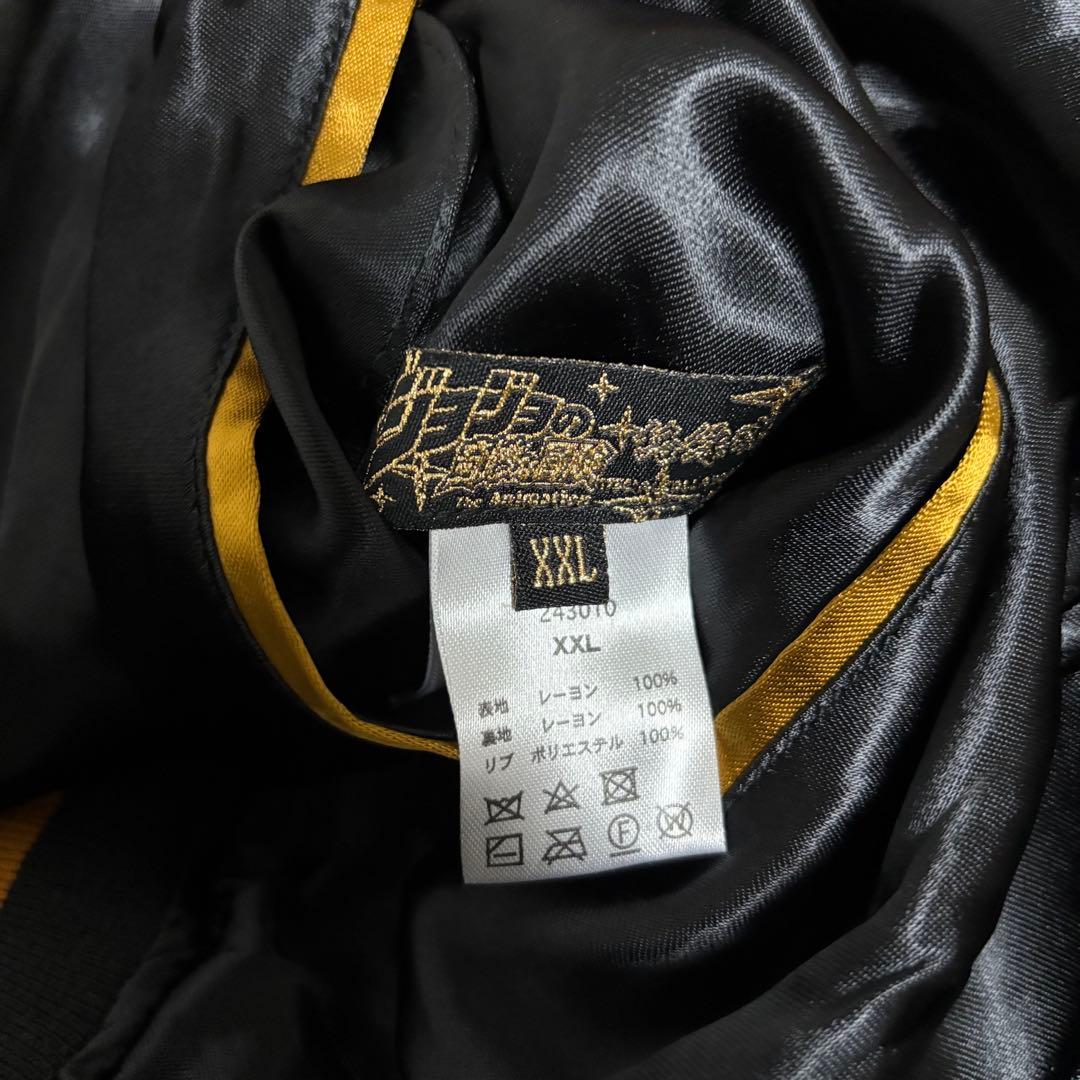 ジョジョの
奇妙な冒険
The Animation
XXL
243010
XXL
表地 レーヨン 100%
裏地 レーヨン 100%
リブ ポリエステル 100%
F
W